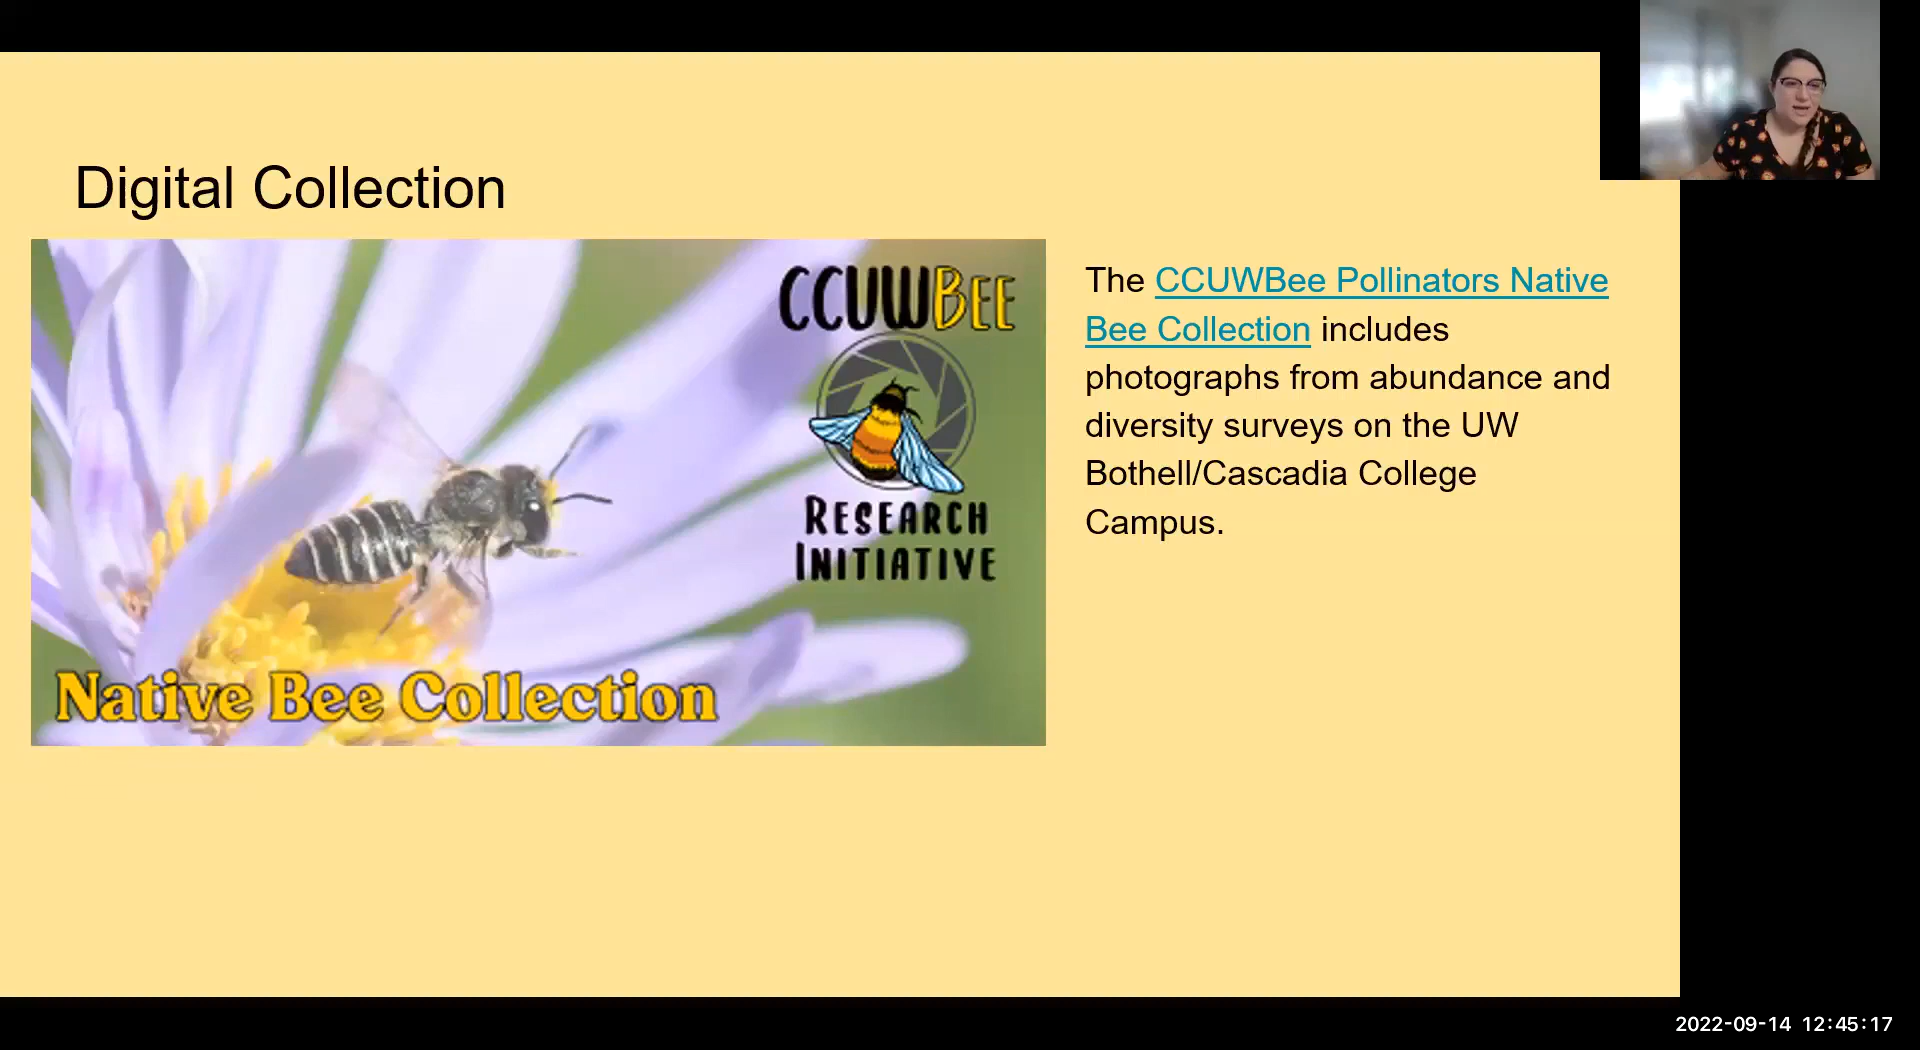 Digital Collection
CCUWBEE
RESEARCH
INITIATIVE
Native Bee Collection
The CCUWBee Pollinators Native
Bee Collection includes
photographs from abundance and
diversity surveys on the UW
Bothell/Cascadia College
Campus.
2022-09-14 12:45:17